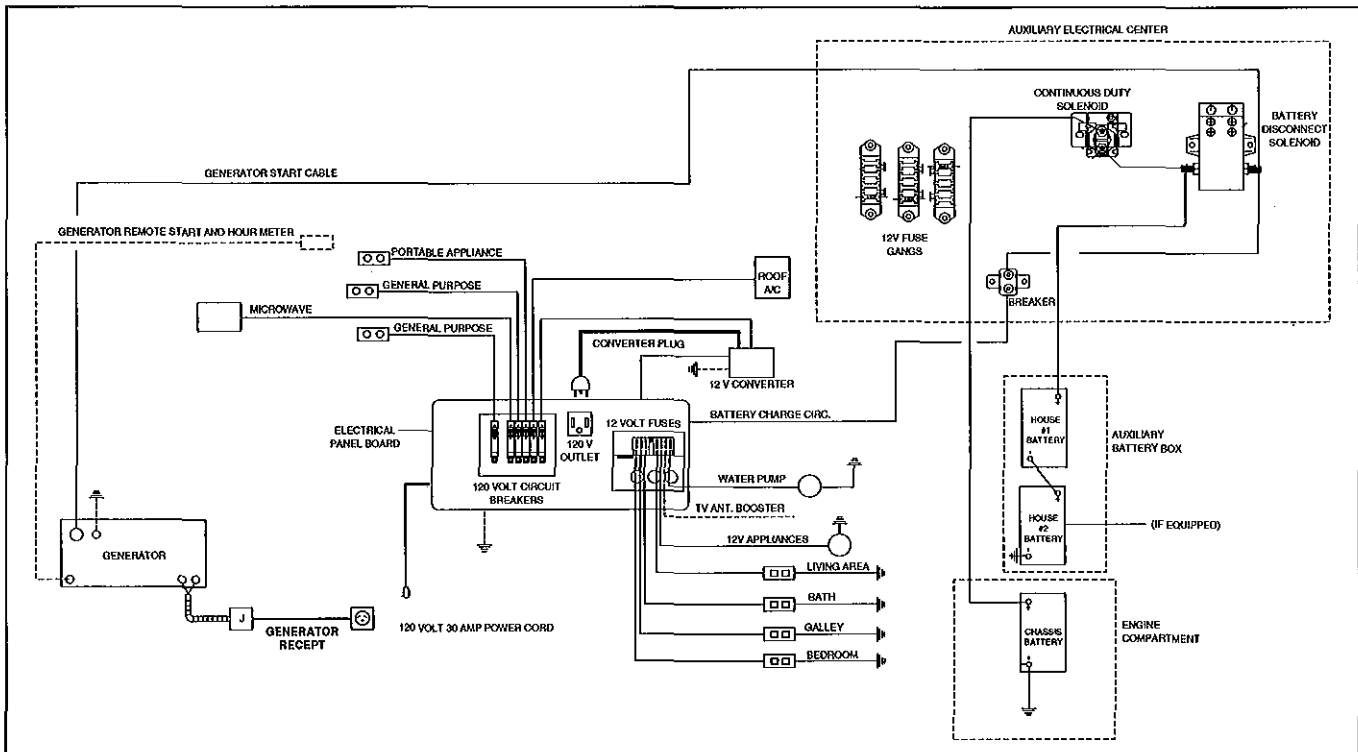 AUXILIARY ELECTRICAL CENTER
CONTINUOUS DUTY
SOLENOID
BATTERY
DISCONNECT
SOLENOID
GENERATOR START CABLE
GENERATOR REMOTE START AND HOUR METER
12V FUSE
GANGS
PORTABLE APPLIANCE
ROOF
A/C
GENERAL PURPOSE
BREAKER
MICROWAVE
GENERAL PURPOSE
CONVERTER PLUG
12 V CONVERTER
BATTERY CHARGE CIRC.
ELECTRICAL
PANEL BOARD
120 V
OUTLET
12 VOLT FUSES
120 VOLT CIRCUIT
BREAKERS
HOUSE
#1
BATTERY
AUXILIARY
BATTERY BOX
WATER PUMP
TV ANT. BOOSTER
HOUSE
#2
BATTERY
(IF EQUIPPED)
12V APPLIANCES
GENERATOR
LIVING AREA
BATH
GALLEY
BEDROOM
J
GENERATOR
RECEPT
120 VOLT 30 AMP POWER CORD
CHASSIS
BATTERY
ENGINE
COMPARTMENT